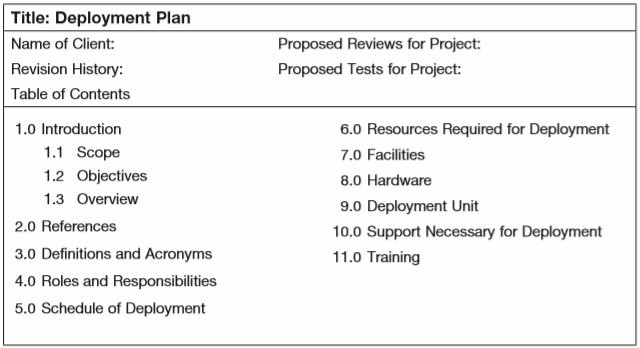 Title: Deployment Plan
Name of Client:
Proposed Reviews for Project:
Revision History:
Proposed Tests for Project:
Table of Contents
1.0 Introduction
1.1 Scope
1.2 Objectives
1.3 Overview
2.0 References
3.0 Definitions and Acronyms
4.0 Roles and Responsibilities
5.0 Schedule of Deployment
6.0 Resources Required for Deployment
7.0 Facilities
8.0 Hardware
9.0 Deployment Unit
10.0 Support Necessary for Deployment
11.0 Training